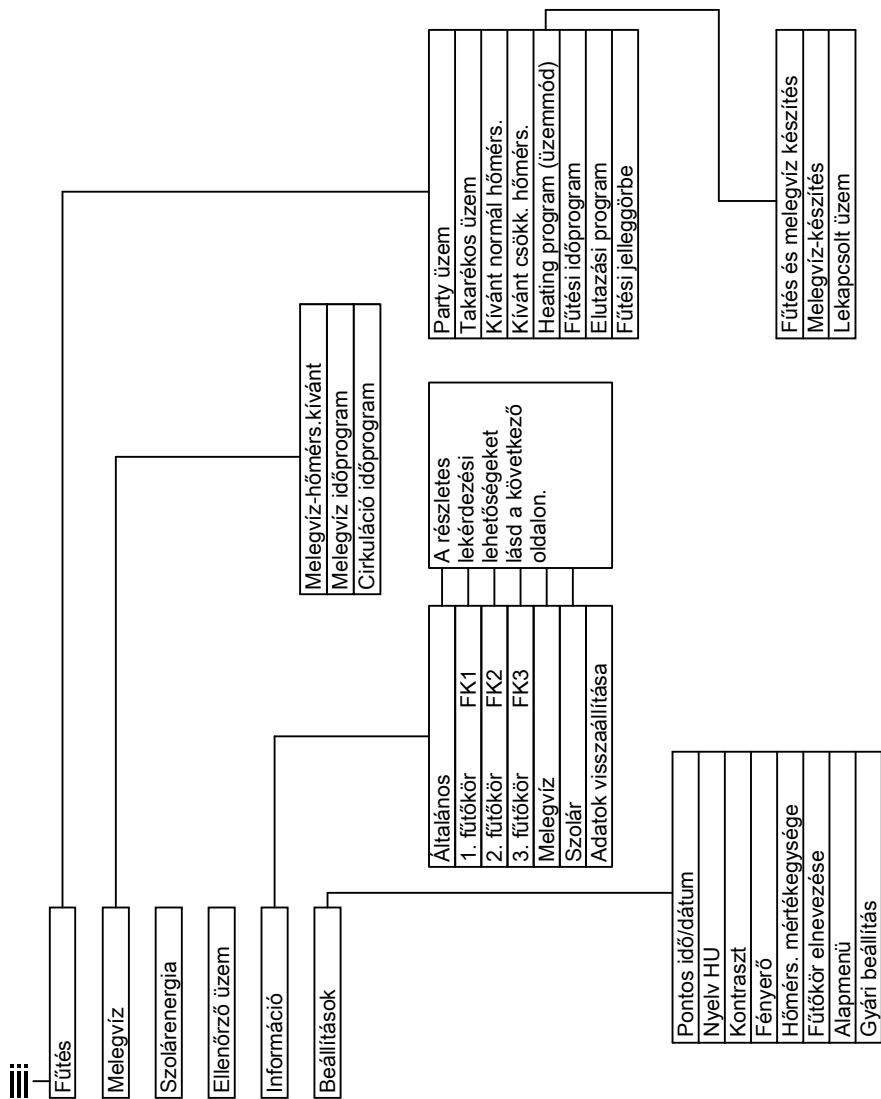 Fűtés
Melegvíz
Szolárenergia
Ellenőrző üzem
Információ
Beállítások
Party üzem
Takarékos üzem
Kívánt normál hőmérs.
Kívánt csökk. hőmérs.
Heating program (üzemmód)
Fűtési időprogram
Elutazási program
Fűtési jelleggörbe
Fűtés és melegvíz készítés
Melegvíz-készítés
Lekapcsolt üzem
Melegvíz-hőmérs.kívánt
Melegvíz időprogram
Cirkuláció időprogram
Általános
1. fűtőkör FK1
2. fűtőkör FK2
3. fűtőkör FK3
Melegvíz
Szolár
Adatok visszaállítása
A részletes
lekérdezési
lehetőségeket
lásd a következő
oldalon.
Pontos idő/dátum
Nyelv HU
Kontraszt
Fényerő
Hőmérs. mértékegysége
Fűtőkör elnevezése
Alapmenü
Gyári beállítás